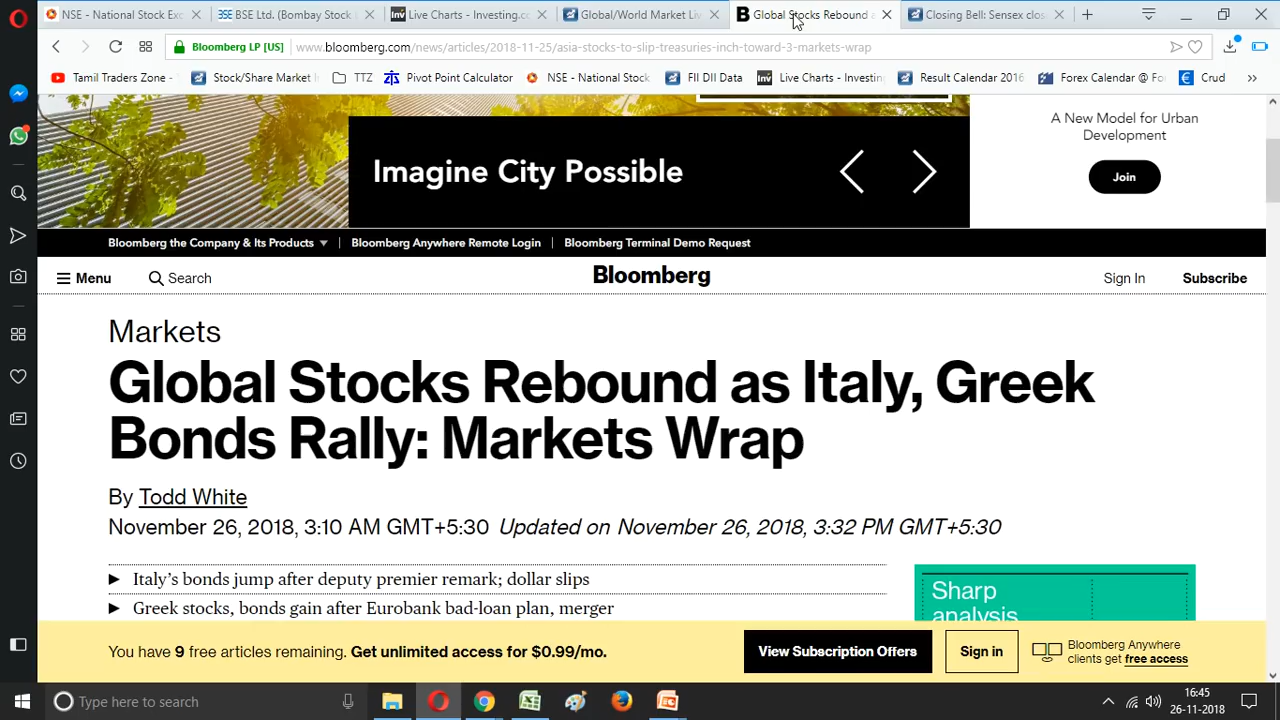 NSE - National Stock Exc
BSE Ltd. (Bombay Stock
Live Charts - Investing.co
Global/World Market Liv
Global Stocks Rebound a
Closing Bell: Sensex clos
Bloomberg LP [US]
www.bloomberg.com/news/articles/2018-11-25/asia-stocks-to-slip-treasuries-inch-toward-3-markets-wrap
Tamil Traders Zone -
Stock/Share Market I
TTZ
Pivot Point Calculator
NSE - National Stock
FII DII Data
Live Charts - Investing
Result Calendar 2016
Forex Calendar @ Fo
Crud
Imagine City Possible
A New Model for Urban
Development
Join
Bloomberg the Company & Its Products
Bloomberg Anywhere Remote Login
Bloomberg Terminal Demo Request
Menu
Search
Bloomberg
Sign In
Subscribe
Markets
Global Stocks Rebound as Italy, Greek
Bonds Rally: Markets Wrap
By Todd White
November 26, 2018, 3:10 AM GMT+5:30 Updated on November 26, 2018, 3:32 PM GMT+5:30
Italy's bonds jump after deputy premier remark; dollar slips
Greek stocks, bonds gain after Eurobank bad-loan plan, merger
Sharp
analysis
You have 9 free articles remaining. Get unlimited access for $0.99/mo.
View Subscription Offers
Sign in
Bloomberg Anywhere
clients get free access
Type here to search
16:45
26-11-2018